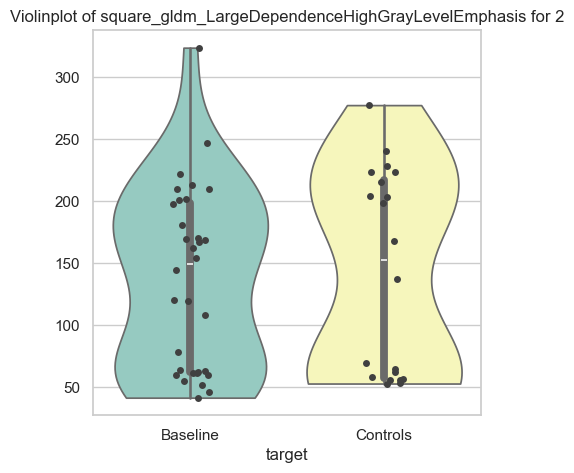 Violinplot of square_gldm_LargeDependenceHighGrayLevelEmphasis for 2
300
250
200
150
100
50
Baseline Controls
target